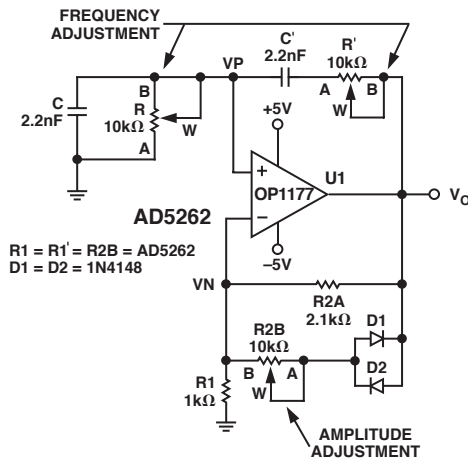 FREQUENCY
ADJUSTMENT
VP
C'
2.2nF
R'
10kΩ
A
B
W
C
2.2nF
B
R
10kΩ
W
A
+5V
+
U1
OP1177
–
–5V
VO
AD5262
R1 = R1' = R2B = AD5262
D1 = D2 = 1N4148
VN
R2A
2.1kΩ
D1
D2
R2B
10kΩ
B
A
W
R1
1kΩ
AMPLITUDE
ADJUSTMENT